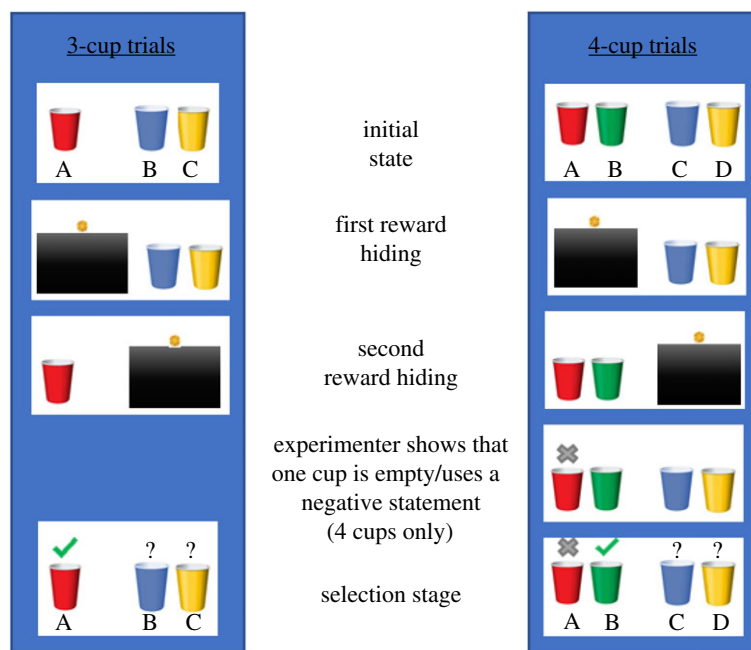 3-cup trials
A B C
initial
state
first reward
hiding
second
reward hiding
experimenter shows that
one cup is empty/uses a
negative statement
(4 cups only)
? ?
A B C
selection stage
4-cup trials
A B C D
? ?
A B C D